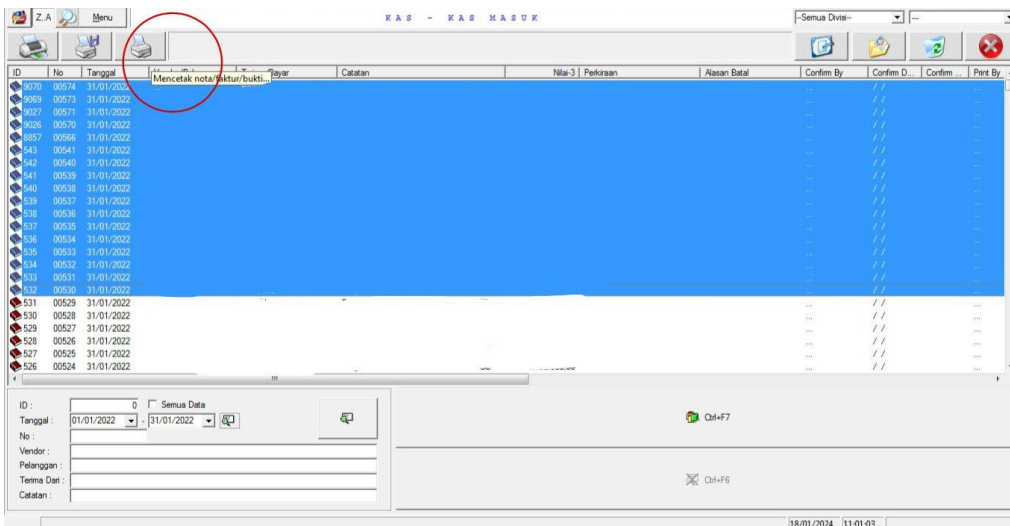 Z..A Menu KAS - KAS MASUK --Semua Divisi-- --
ID No Tanggal Bayar Catatan Nilai-3 Perkiraan Alasan Batal Confirm By Confirm D... Confirm ... Print By
Mencetak nota/faktur/bukti...
9070 00574 31/01/2022 ... / / ...
9069 00573 31/01/2022 ... / / ...
9027 00571 31/01/2022 ... / / ...
9026 00570 31/01/2022 ... / / ...
8857 00566 31/01/2022 ... / / ...
543 00541 31/01/2022 ... / / ...
542 00540 31/01/2022 ... / / ...
541 00539 31/01/2022 ... / / ...
540 00538 31/01/2022 ... / / ...
539 00537 31/01/2022 ... / / ...
538 00536 31/01/2022 ... / / ...
537 00535 31/01/2022 ... / / ...
536 00534 31/01/2022 ... / / ...
535 00533 31/01/2022 ... / / ...
534 00532 31/01/2022 ... / / ...
533 00531 31/01/2022 ... / / ...
532 00530 31/01/2022 ... / / ...
531 00529 31/01/2022 ... / / ...
530 00528 31/01/2022 ... / / ...
529 00527 31/01/2022 ... / / ...
528 00526 31/01/2022 ... / / ...
527 00525 31/01/2022 ... / / ...
526 00524 31/01/2022 ... / / ...
ID : 0 Semua Data
Tanggal : 01/01/2022 - 31/01/2022
No :
Vendor :
Pelanggan :
Terima Dari :
Catatan :
Ctrl+F7
Ctrl+F6
18/01/2024 11:01:03